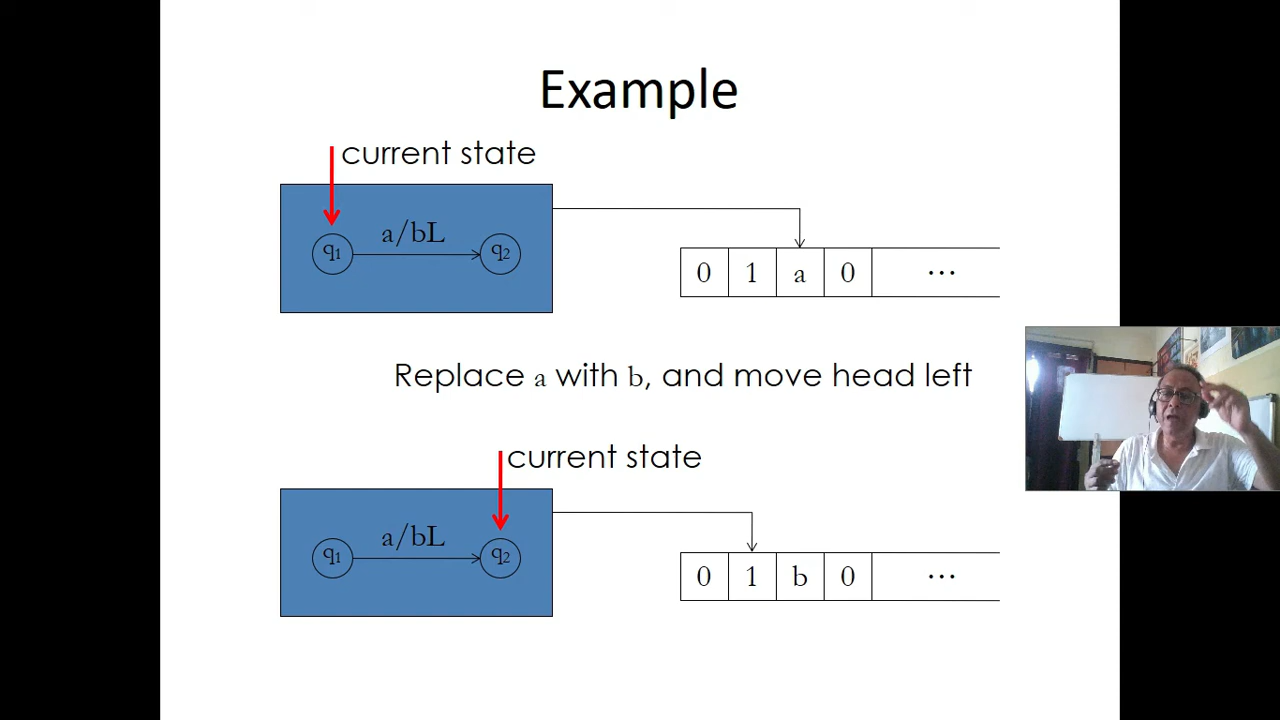 Example
current state
a/bL
q1 q2
0 1 a 0 ...
Replace a with b, and move head left
current state
a/bL
q1 q2
0 1 b 0 ...